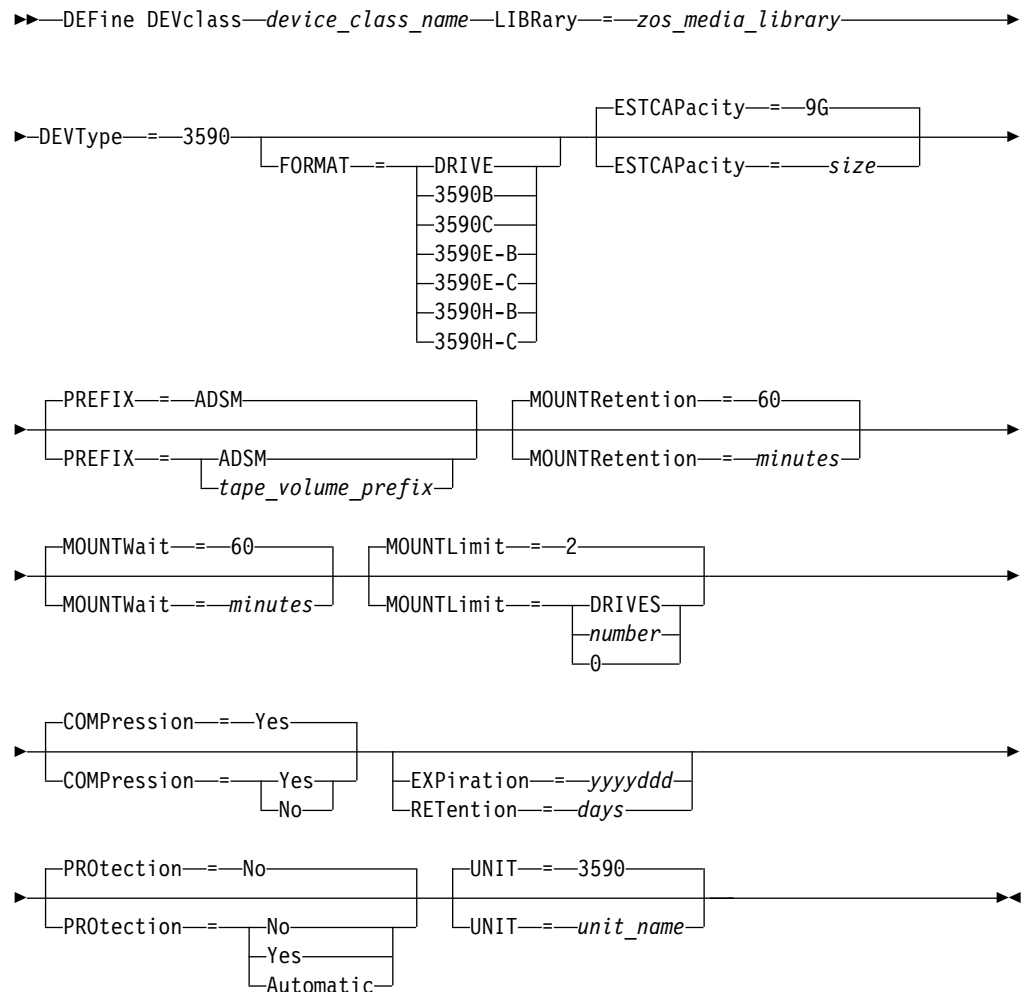 DEFine DEVclass device_class_name LIBRary = zos_media_library
ESTCAPacity = 9G
DEVType = 3590
FORMAT = DRIVE
ESTCAPacity = size
3590B
3590C
3590E-B
3590E-C
3590H-B
3590H-C
PREFIX = ADSM
MOUNTRetention = 60
PREFIX = ADSM
MOUNTRetention = minutes
tape_volume_prefix
MOUNTWait = 60
MOUNTLimit = 2
MOUNTWait = minutes
MOUNTLimit = DRIVES
number
0
COMPression = Yes
COMPression = Yes
No
EXPiration = yyyyddd
RETention = days
PROtection = No
UNIT = 3590
PROtection = No
UNIT = unit_name
Yes
Automatic